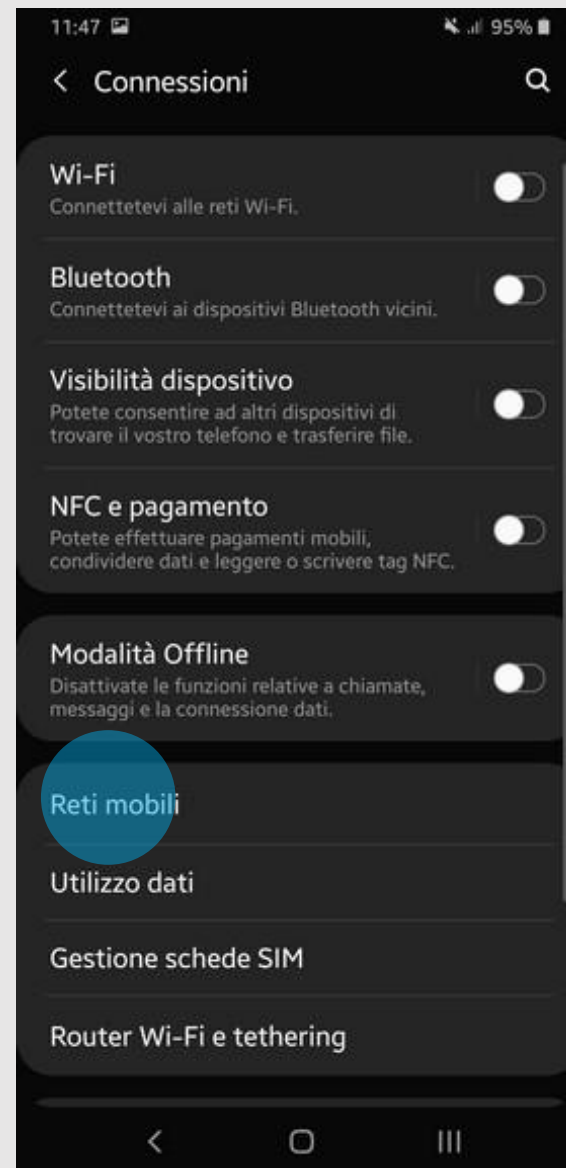 11:47 95%
Connessioni
Wi-Fi
Connettetevi alle reti Wi-Fi.
Bluetooth
Connettetevi ai dispositivi Bluetooth vicini.
Visibilità dispositivo
Potete consentire ad altri dispositivi di
trovare il vostro telefono e trasferire file.
NFC e pagamento
Potete effettuare pagamenti mobili,
condividere dati e leggere o scrivere tag NFC.
Modalità Offline
Disattivate le funzioni relative a chiamate,
messaggi e la connessione dati.
Reti mobili
Utilizzo dati
Gestione schede SIM
Router Wi-Fi e tethering